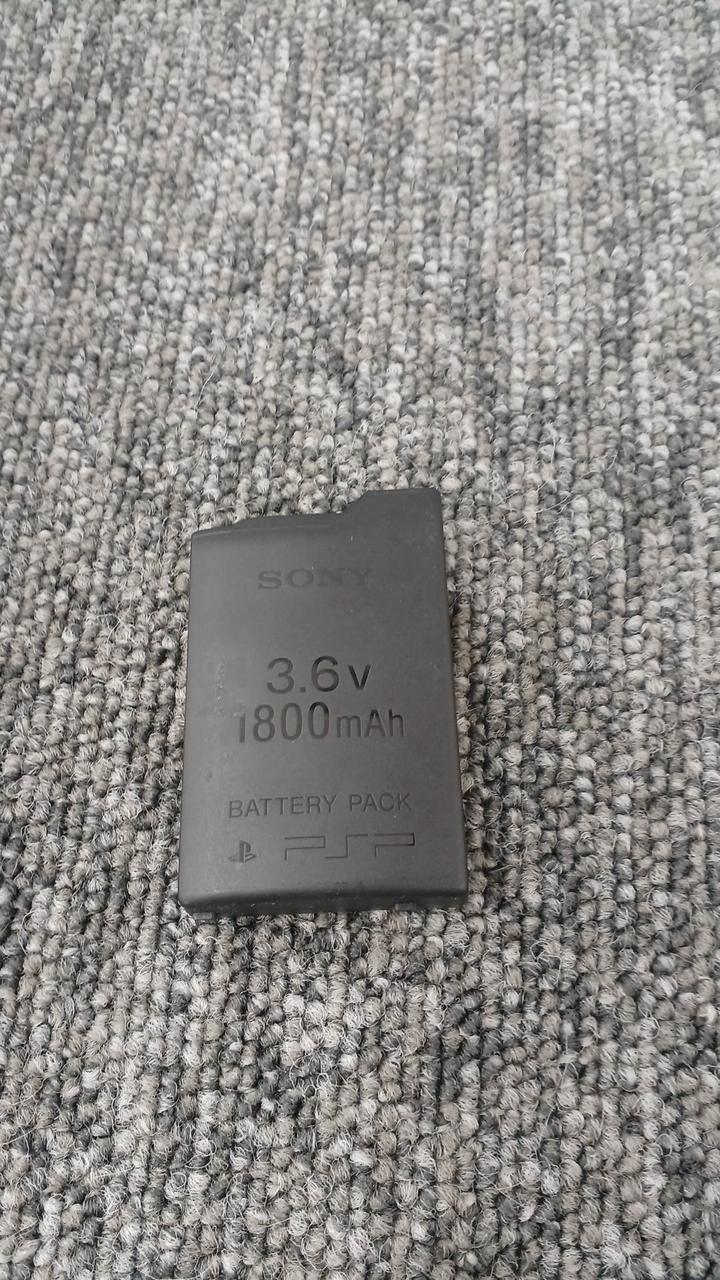 SONY
3.6v
1800mAh
BATTERY PACK
PSP